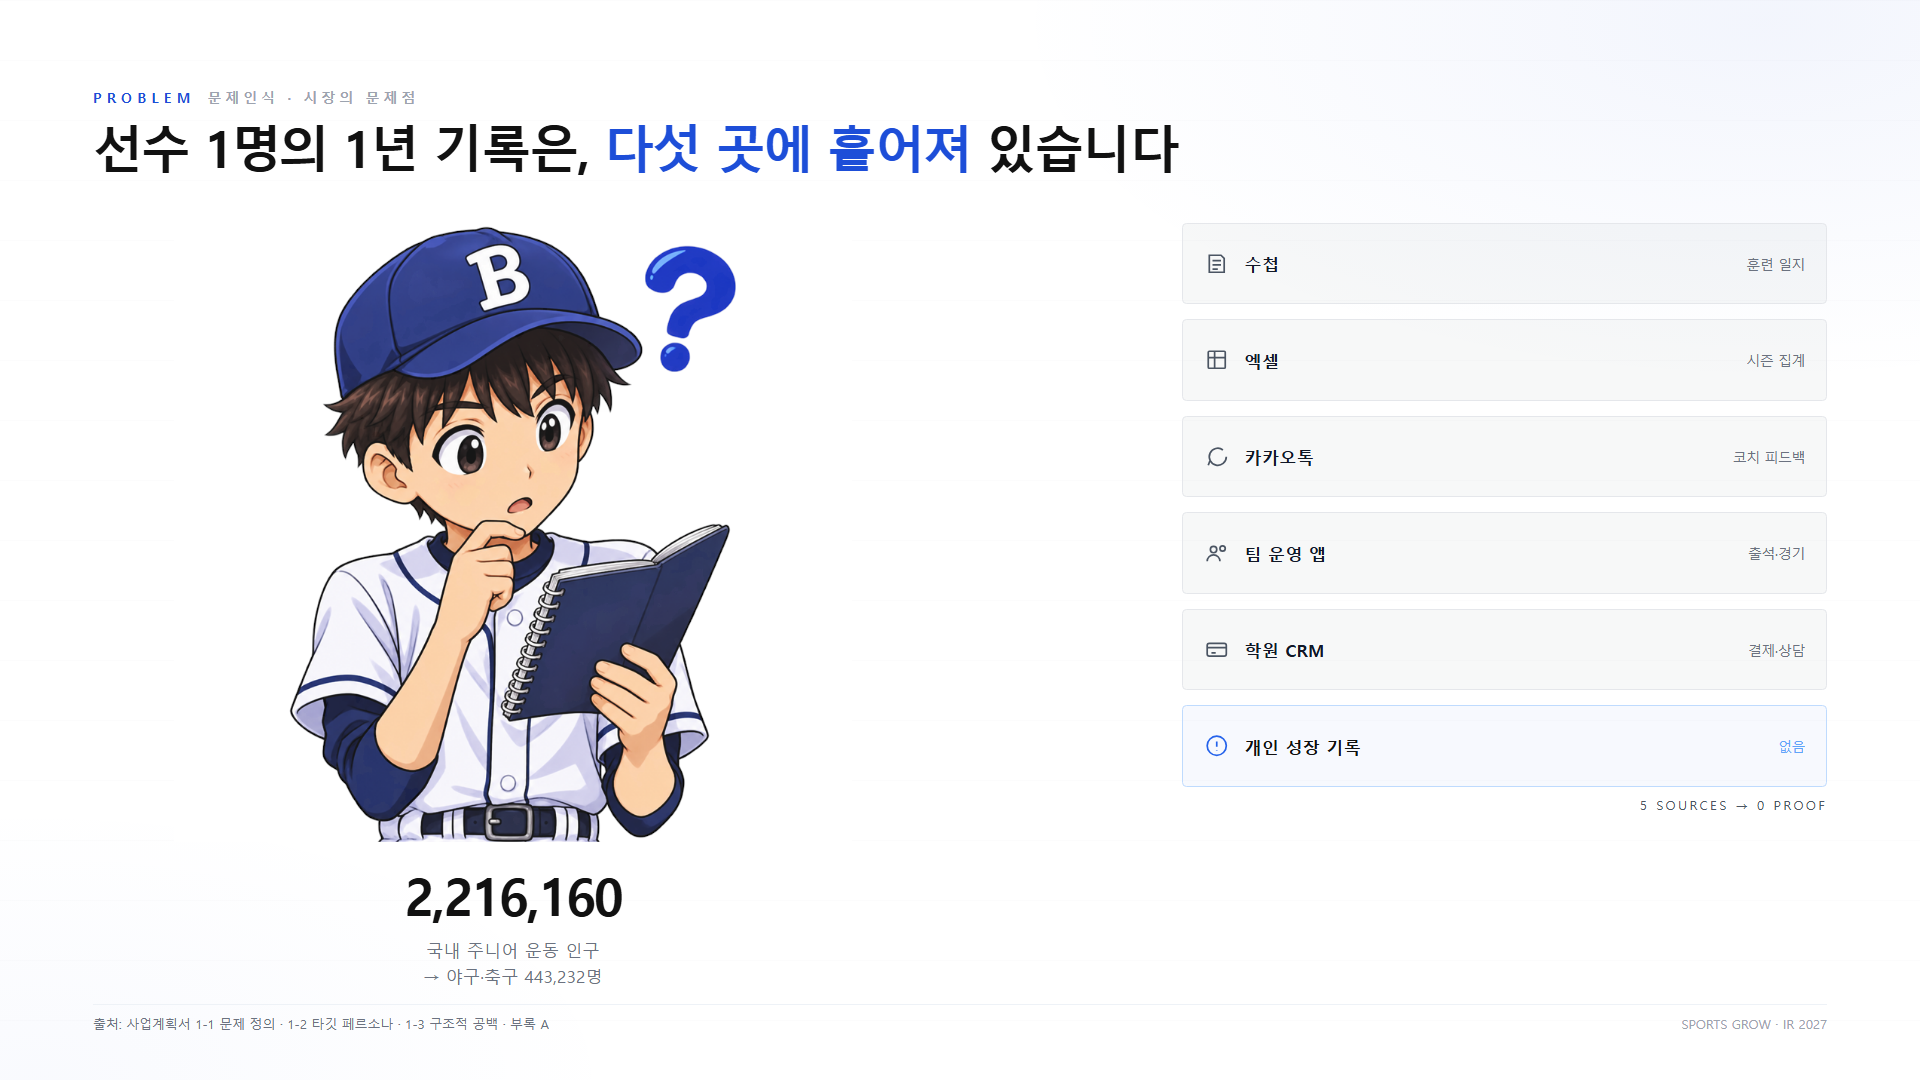 PROBLEM 문제인식 · 시장의 문제점
선수 1명의 1년 기록은, 다섯 곳에 흩어져 있습니다
B
?
2,216,160
국내 주니어 운동 인구
→ 야구·축구 443,232명
수첩 훈련 일지
엑셀 시즌 집계
카카오톡 코치 피드백
팀 운영 앱 출석·경기
학원 CRM 결제·상담
개인 성장 기록 없음
5 SOURCES → 0 PROOF
출처: 사업계획서 1-1 문제 정의 · 1-2 타깃 페르소나 · 1-3 구조적 공백 · 부록 A
SPORTS GROW · IR 2027